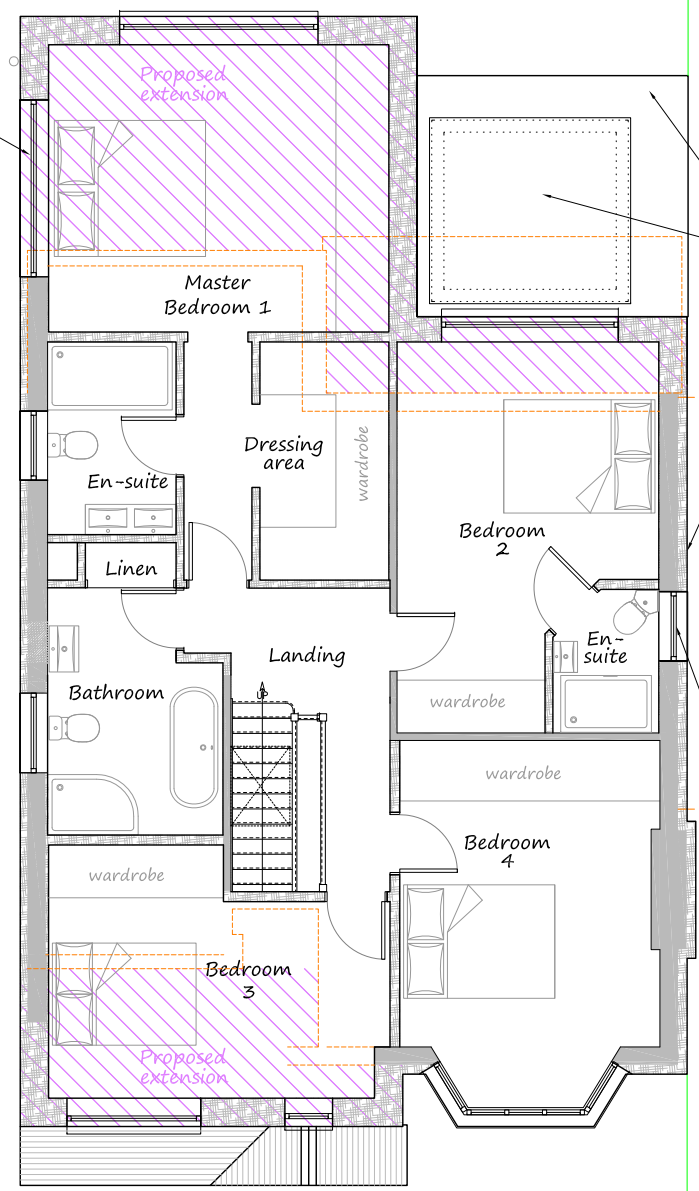 Proposed
extension
Master
Bedroom 1
Dressing
area
wardrobe
En-suite
Bedroom
2
Linen
En-
suite
Landing
Bathroom
wardrobe
UP
wardrobe
Bedroom
4
wardrobe
Bedroom
3
Proposed
extension